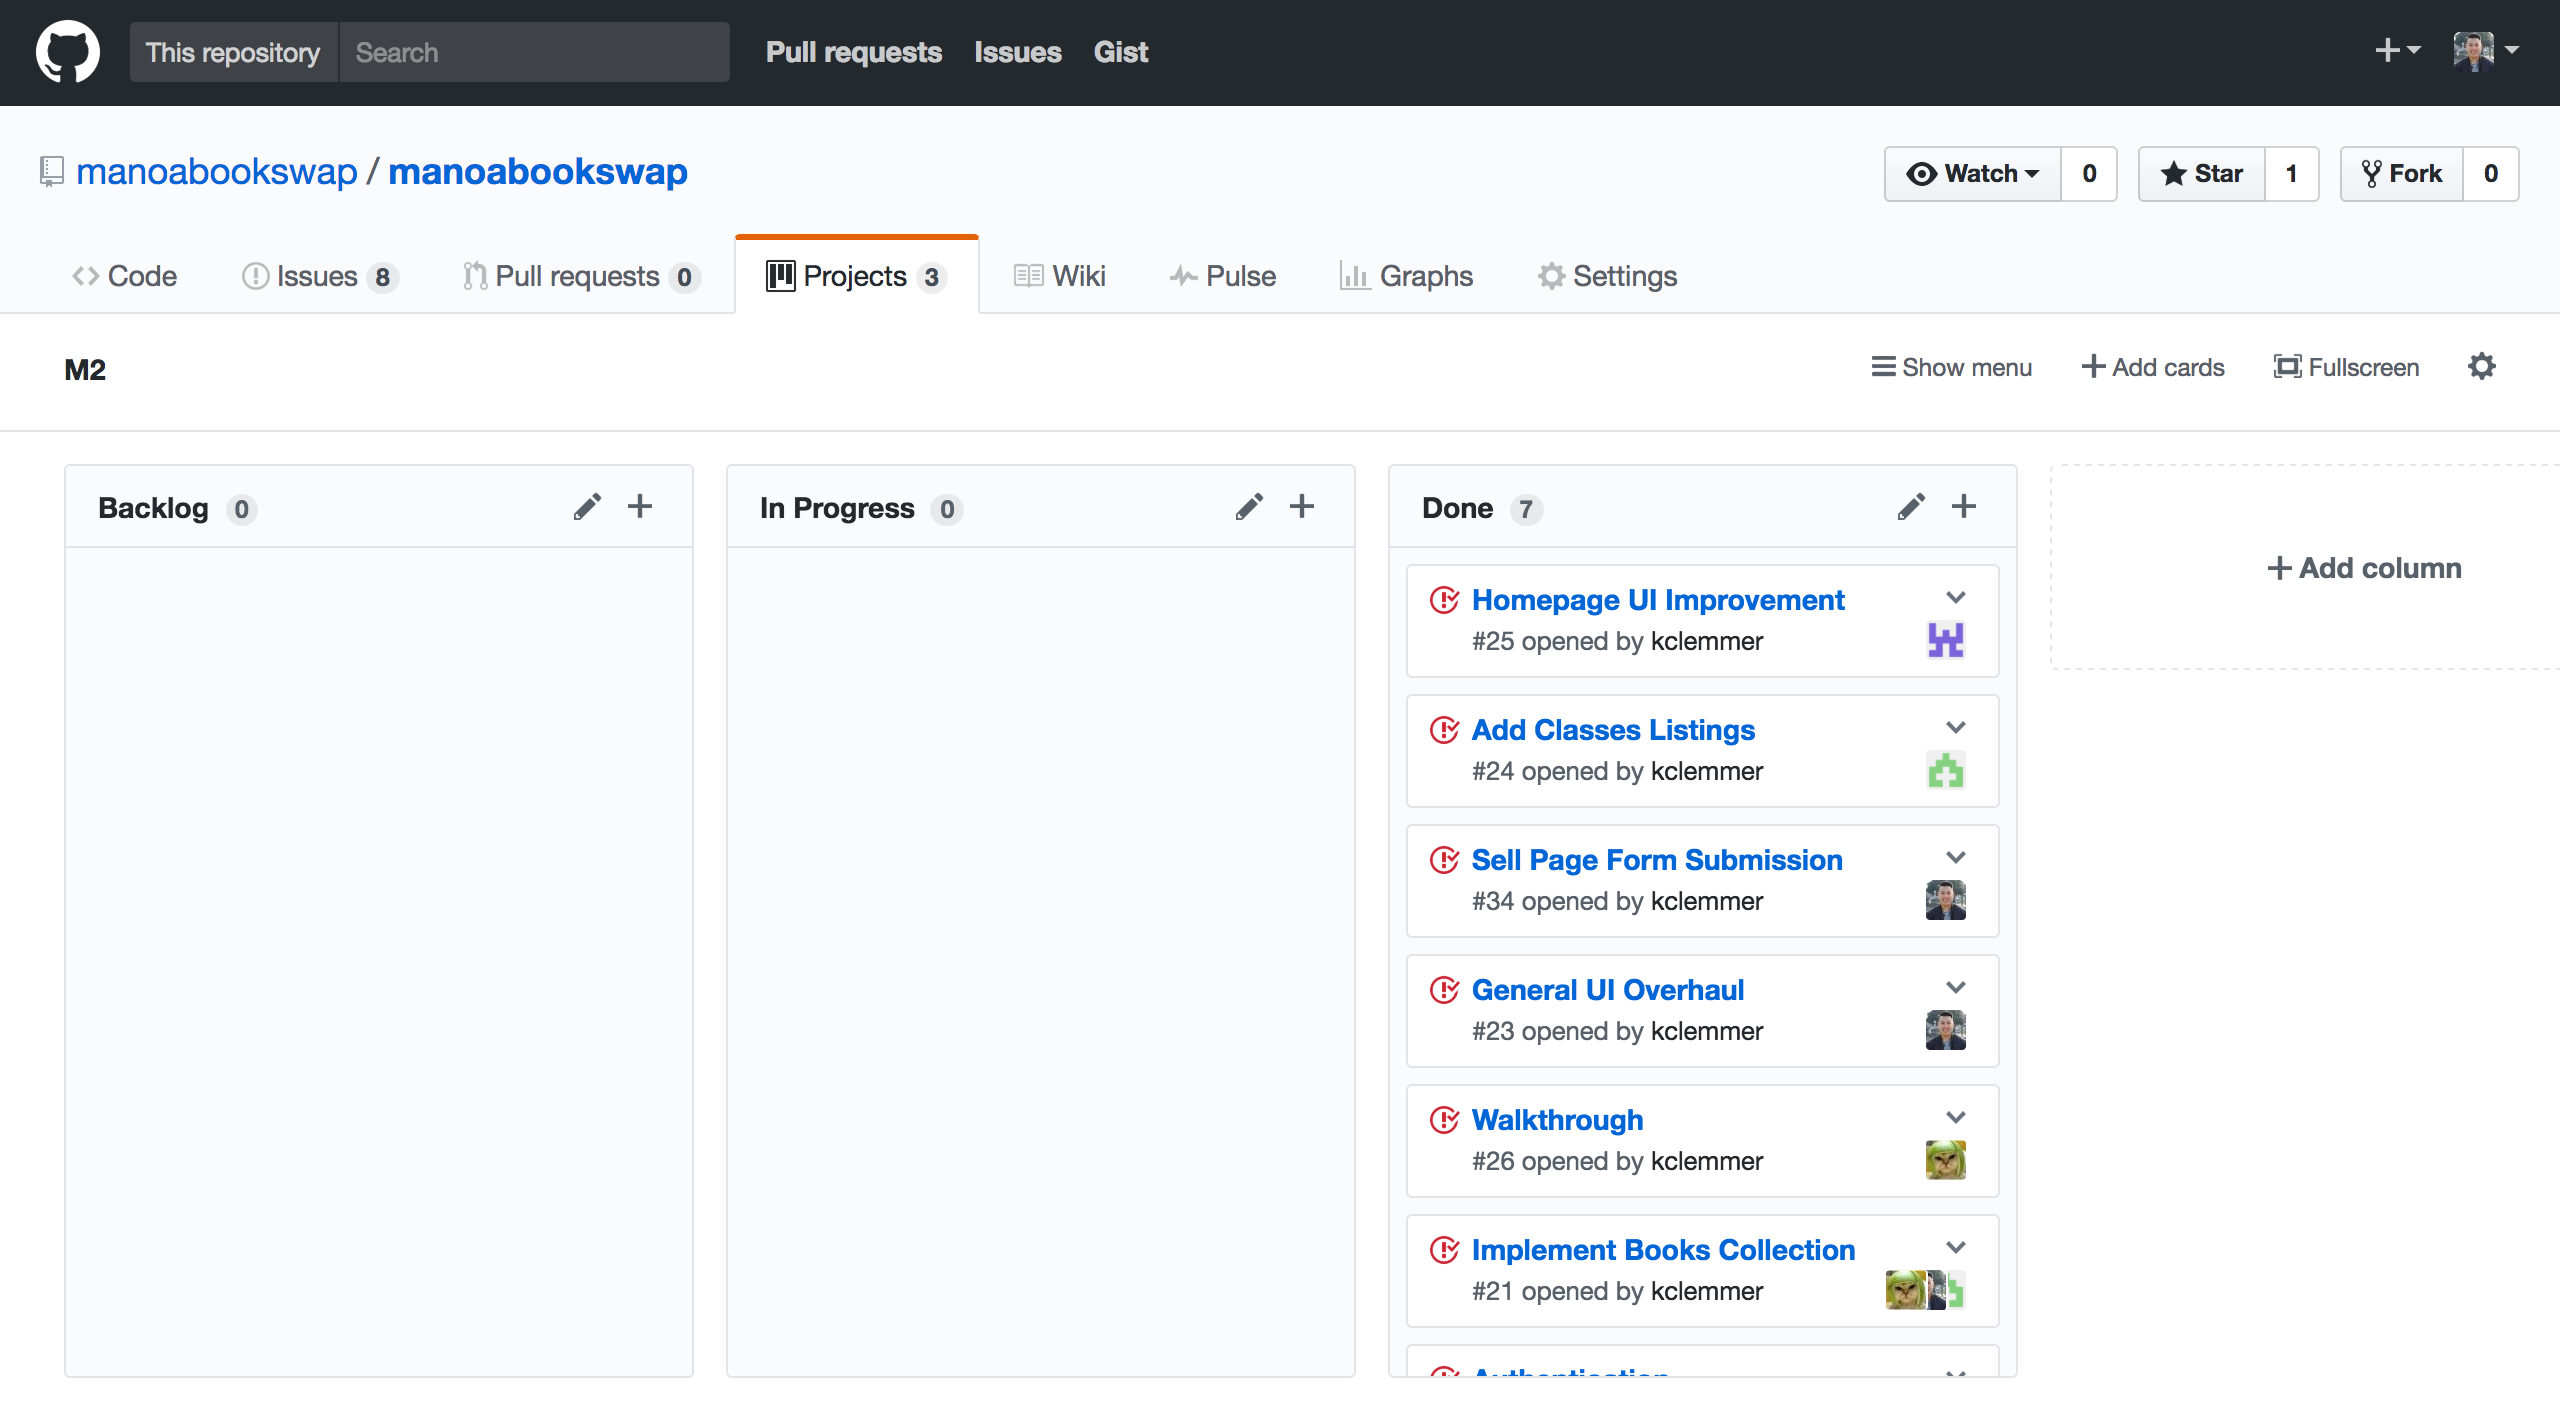 This repository Search Pull requests Issues Gist
manoabookswap / manoabookswap
Watch 0 Star 1 Fork 0
Code Issues 8 Pull requests 0 Projects 3 Wiki Pulse Graphs Settings
M2
Show menu Add cards Fullscreen
Backlog 0
In Progress 0
Done 7
Homepage UI Improvement
#25 opened by kclemmer
Add Classes Listings
#24 opened by kclemmer
Sell Page Form Submission
#34 opened by kclemmer
General UI Overhaul
#23 opened by kclemmer
Walkthrough
#26 opened by kclemmer
Implement Books Collection
#21 opened by kclemmer
Authentication
Add column